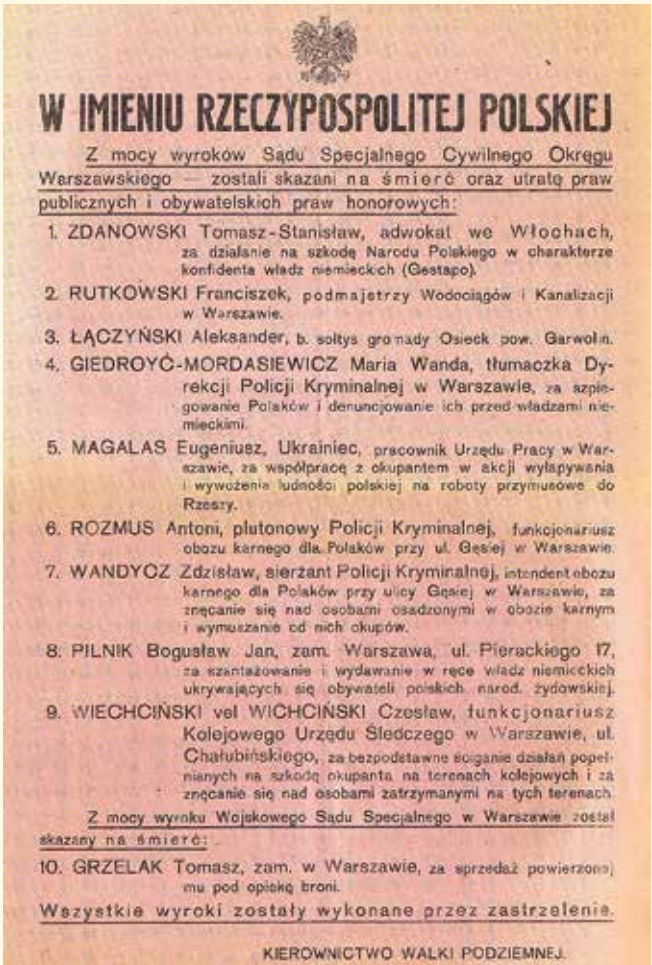 W IMIENIU RZECZYPOSPOLITEJ POLSKIEJ
Z mocy wyroków Sądu Specjalnego Cywilnego Okręgu
Warszawskiego — zostali skazani na śmierć oraz utratę praw
publicznych i obywatelskich praw honorowych:
1. ZDANOWSKI Tomasz-Stanisław, adwokat we Włochach,
za działanie na szkodę Narodu Polskiego w charakterze
konfidenta władz niemieckich (Gestapo).
2. RUTKOWSKI Franciszek, podmajstrzy Wodociągów i Kanalizacji
w Warszawie.
3. ŁĄCZYŃSKI Aleksander, b. sołtys gromady Osieck pow. Garwolin.
4. GIEDROYĆ-MORDASIEWICZ Maria Wanda, tłumaczka Dy-
rekcji Policji Kryminalnej w Warszawie, za szpie-
gowanie Polaków i denuncjowanie ich przed władzami nie-
mieckimi.
5. MAGALAS Eugeniusz, Ukrainiec, pracownik Urzędu Pracy w War-
szawie, za współpracę z okupantem w akcji wyłapywania
i wywożenia ludności polskiej na roboty przymusowe do
Rzeszy.
6. ROZMUS Antoni, plutonowy Policji Kryminalnej, funkcjonariusz
obozu karnego dla Polaków przy ul. Gęsiej w Warszawie.
7. WANDYCZ Zdzisław, sierżant Policji Kryminalnej, intendent obozu
karnego dla Polaków przy ulicy Gęsiej w Warszawie, za
znęcanie się nad osobami osadzonymi w obozie karnym
i wymuszanie od nich okupów.
8. PILNIK Bogusław Jan, zam. Warszawa, ul. Pierackiego 17,
za szantażowanie i wydawanie w ręce władz niemieckich
ukrywających się obywateli polskich narod. żydowskiej.
9. WIECHCIŃSKI vel WICHCIŃSKI Czesław, funkcjonariusz
Kolejowego Urzędu Śledczego w Warszawie, ul.
Chałubińskiego, za bezpodstawne ściganie działań popeł-
nianych na szkodę okupanta na terenach kolejowych i za
znęcanie się nad osobami zatrzymanymi na tych terenach.
Z mocy wyroku Wojskowego Sądu Specjalnego w Warszawie został
skazany na śmierć:
10. GRZELAK Tomasz, zam. w Warszawie, za sprzedaż powierzonej
mu pod opiekę broni.
Wszystkie wyroki zostały wykonane przez zastrzelenie.
KIEROWNICTWO WALKI PODZIEMNEJ.